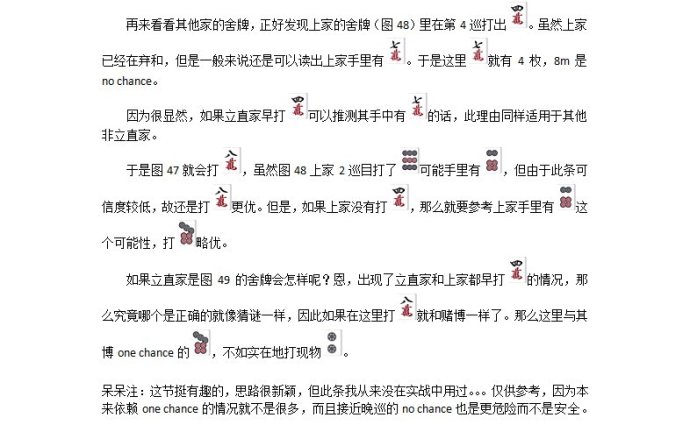 再来看看其他家的舍牌，正好发现上家的舍牌（图 48）里在第 4 巡打出 四萬 。虽然上家
已经在弃和，但是一般来说还是可以读出上家手里有 七萬 。于是这里 七萬 就有 4 枚，8m 是
no chance。
因为很显然，如果立直家早打 四萬 可以推测其手中有 七萬 的话，此理由同样适用于其他
非立直家。
于是图 47 就会打 八萬 ，虽然图 48 上家 2 巡目打了 可能手里有 ，但由于此条可
信度较低，故还是打 八萬 更优。但是，如果上家没有打 四萬 ，那么就要参考上家手里有 这
个可能性，打 略优。
如果立直家是图 49 的舍牌会怎样呢？恩，出现了立直家和上家都早打 四萬 的情况，那
么究竟哪个是正确的就像猜谜一样，因此如果在这里打 八萬 就和赌博一样了。那么这里与其
博 one chance 的 ，不如实在地打现物 。
呆呆注：这节挺有趣的，思路很新颖，但此条我从来没在实战中用过。。。仅供参考，因为本
来依赖 one chance 的情况就不是很多，而且接近晚巡的 no chance 也是更危险而不是安全。